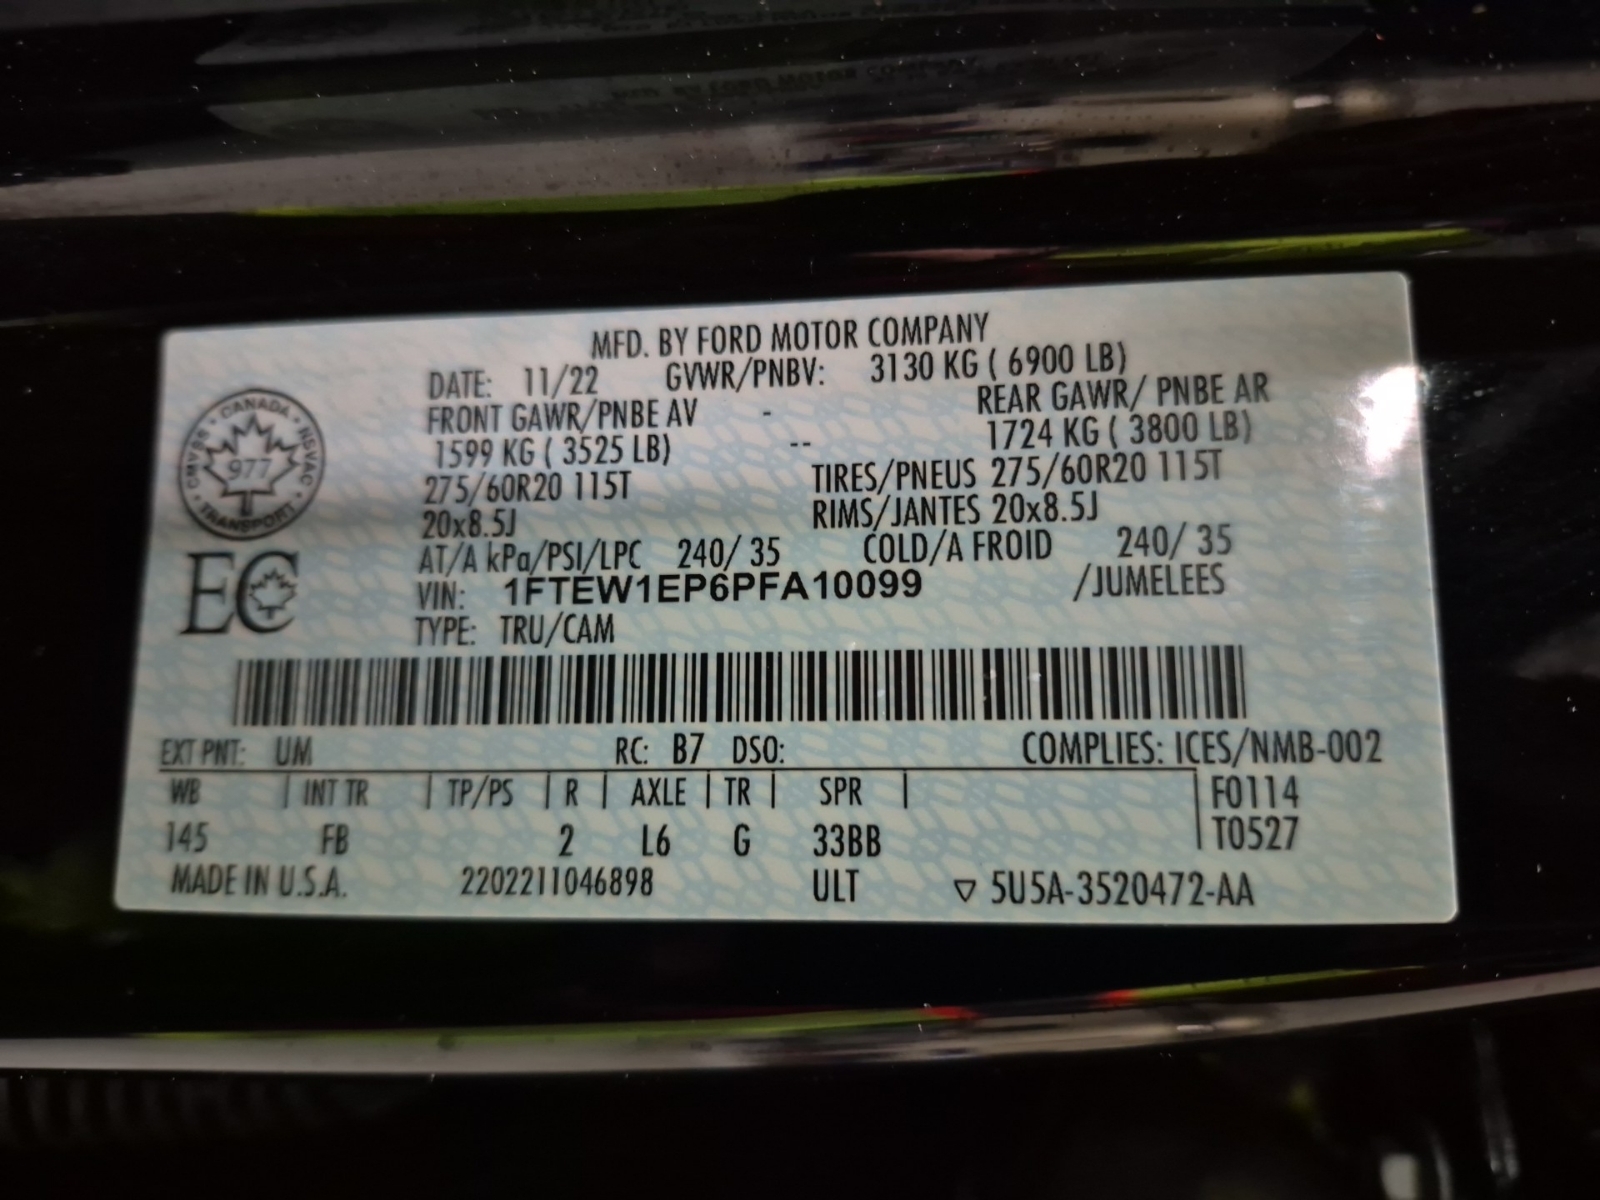 MFD. BY FORD MOTOR COMPANY
DATE: 11/22 GVWR/PNBV: 3130 KG ( 6900 LB)
FRONT GAWR/PNBE AV - REAR GAWR/ PNBE AR
1599 KG ( 3525 LB) -- 1724 KG ( 3800 LB)
275/60R20 115T TIRES/PNEUS 275/60R20 115T
20x8.5J RIMS/JANTES 20x8.5J
AT/A kPa/PSI/LPC 240/ 35 COLD/A FROID 240/ 35
VIN: 1FTEW1EP6PFA10099 /JUMELEES
TYPE: TRU/CAM
CANADA
CMVSS • NSVAC
977
TRANSPORT
EC
EXT PNT: UM RC: B7 DSO: COMPLIES: ICES/NMB-002
WB | INT TR | TP/PS | R | AXLE | TR | SPR | F0114
145 FB 2 L6 G 33BB T0527
MADE IN U.S.A. 2202211046898 ULT ▽ 5U5A-3520472-AA